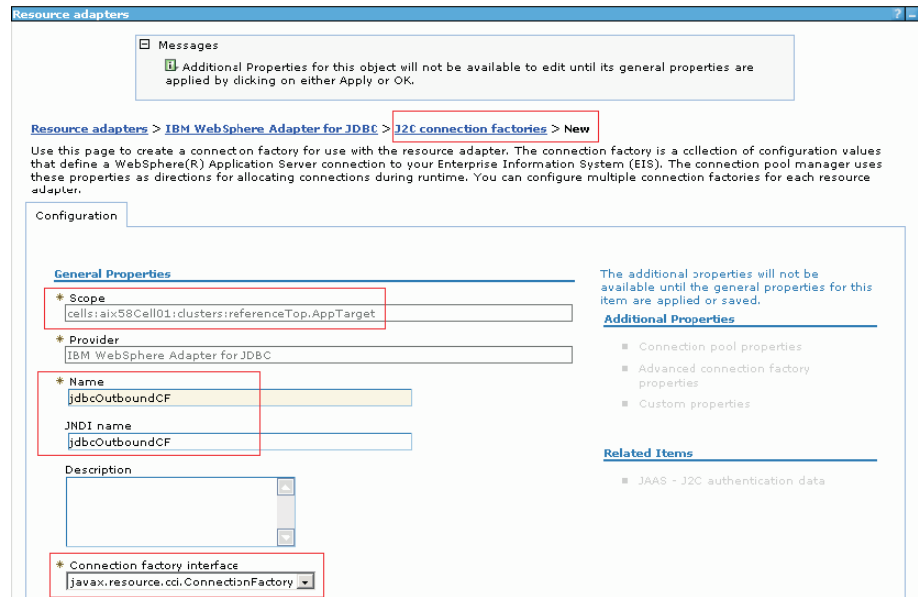 Resource adapters ? –
Messages
Additional Properties for this object will not be available to edit until its general properties are
applied by clicking on either Apply or OK.
Resource adapters > IBM WebSphere Adapter for JDBC > J2C connection factories > New
Use this page to create a connection factory for use with the resource adapter. The connection factory is a collection of configuration values
that define a WebSphere(R) Application Server connection to your Enterprise Information System (EIS). The connection pool manager uses
these properties as directions for allocating connections during runtime. You can configure multiple connection factories for each resource
adapter.
Configuration
General Properties
* Scope
cells:aix58Cell01:clusters:referenceTop.AppTarget
* Provider
IBM WebSphere Adapter for JDBC
* Name
jdbcOutboundCF
JNDI name
jdbcOutboundCF
Description
* Connection factory interface
javax.resource.cci.ConnectionFactory
The additional properties will not be
available until the general properties for this
item are applied or saved.
Additional Properties
Connection pool properties
Advanced connection factory
properties
Custom properties
Related Items
JAAS - J2C authentication data